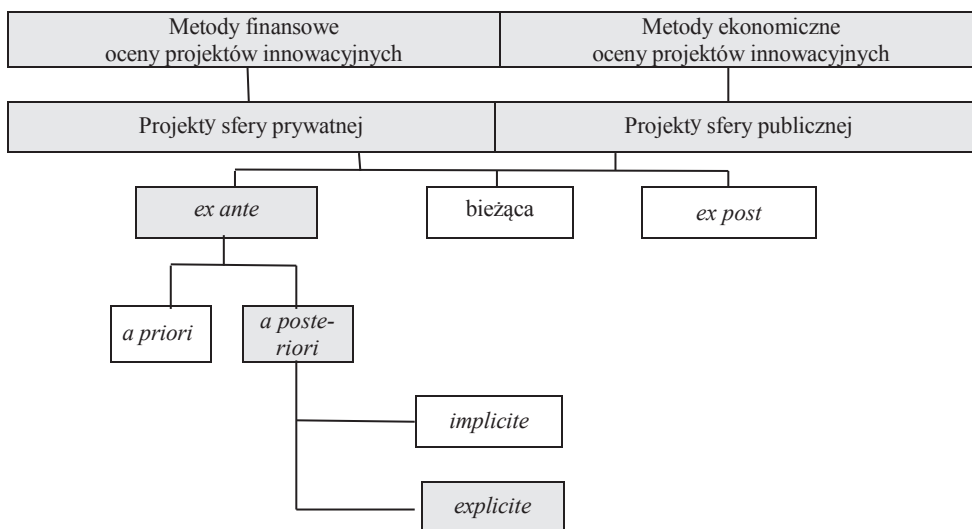 Metody finansowe
oceny projektów innowacyjnych
Metody ekonomiczne
oceny projektów innowacyjnych
Projekty sfery prywatnej
Projekty sfery publicznej
ex ante
bieżąca
ex post
a priori
a poste-
riori
implicite
explicite